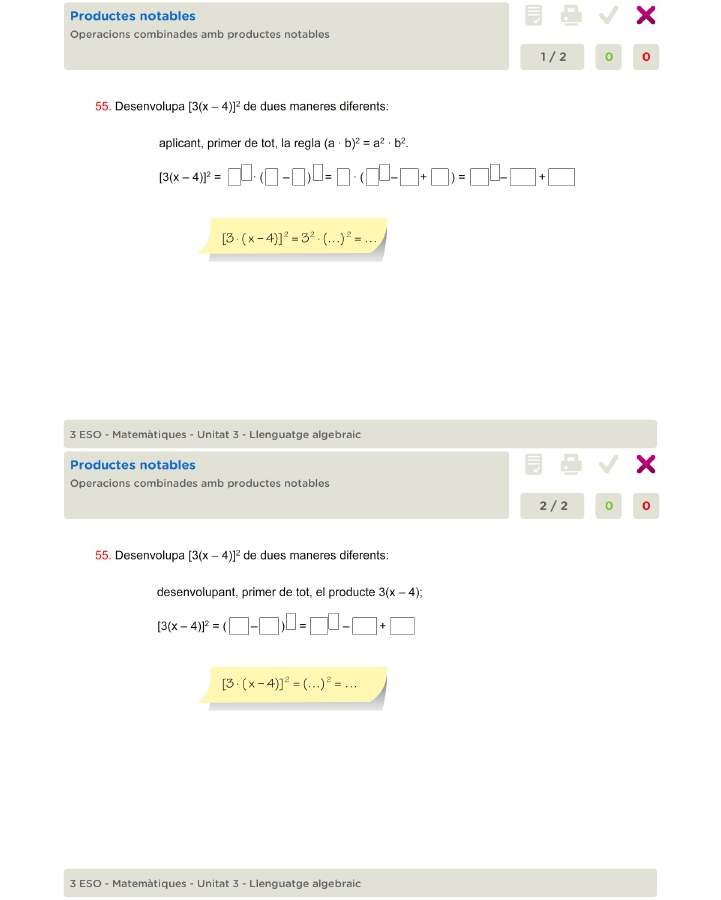 Productes notables
Operacions combinades amb productes notables
1 / 2
0
0
55. Desenvolupa [3(x – 4)]² de dues maneres diferents:
aplicant, primer de tot, la regla (a · b)² = a² · b².
[3(x – 4)]² = □^□ · (□ – □)^□ = □ · (□^□ – □ + □) = □^□ – □ + □
[3 · (x – 4)]² = 3² · (...)² = ...
3 ESO - Matemàtiques - Unitat 3 - Llenguatge algebraic
Productes notables
Operacions combinades amb productes notables
2 / 2
0
0
55. Desenvolupa [3(x – 4)]² de dues maneres diferents:
desenvolupant, primer de tot, el producte 3(x – 4);
[3(x – 4)]² = (□ – □)^□ = □^□ – □ + □
[3 · (x – 4)]² = (...)² = ...
3 ESO - Matemàtiques - Unitat 3 - Llenguatge algebraic